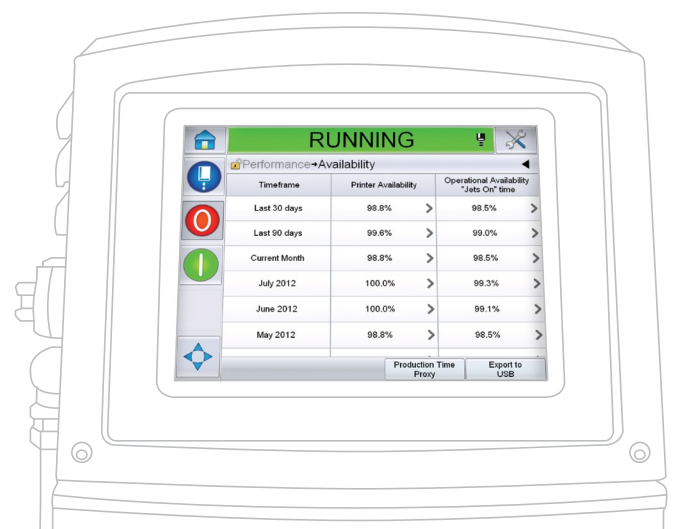 RUNNING
Performance→Availability
Timeframe
Printer Availability
Operational Availability
"Jets On" time
Last 30 days 98.8% 98.5%
Last 90 days 99.6% 99.0%
Current Month 98.8% 98.5%
July 2012 100.0% 99.3%
June 2012 100.0% 99.1%
May 2012 98.8% 98.5%
Production Time
Proxy
Export to
USB